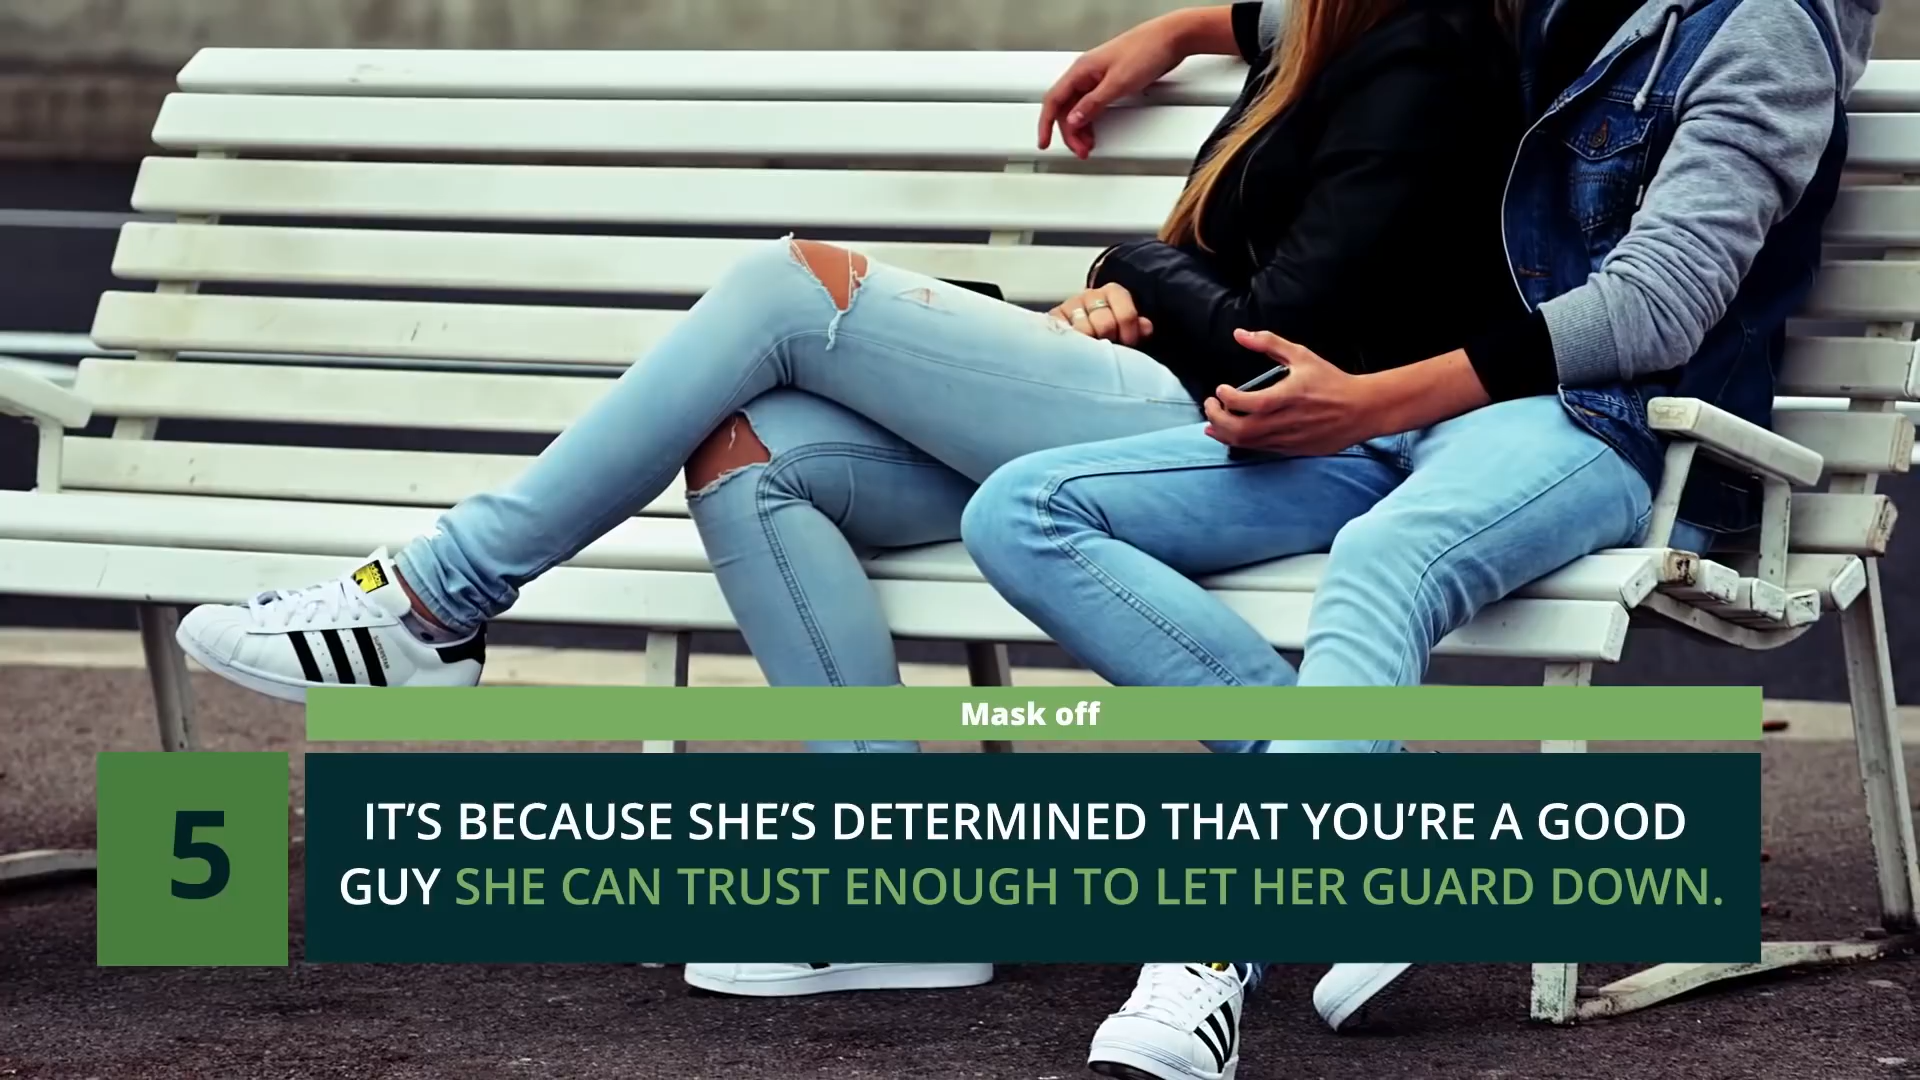 Mask off
5
IT’S BECAUSE SHE’S DETERMINED THAT YOU’RE A GOOD
GUY SHE CAN TRUST ENOUGH TO LET HER GUARD DOWN.